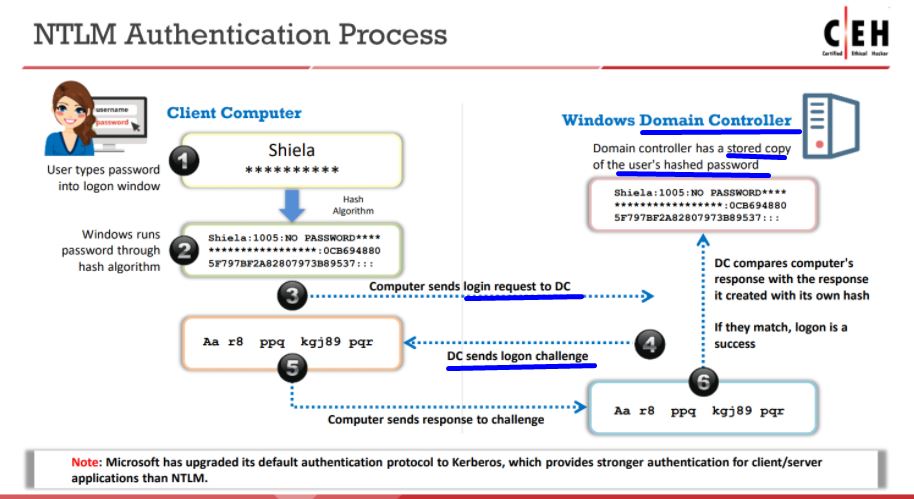 NTLM Authentication Process
C|EH
Certified Ethical Hacker
username
password
Client Computer
Windows Domain Controller
User types password
into logon window
1
Shiela
**********
Domain controller has a stored copy
of the user's hashed password
Hash
Algorithm
Shiela:1005:NO PASSWORD****
******************:0CB694880
5F797BF2A82807973B89537:::
Windows runs
password through
hash algorithm
2
Shiela:1005:NO PASSWORD****
******************:0CB694880
5F797BF2A82807973B89537:::
3
Computer sends login request to DC
DC compares computer's
response with the response
it created with its own hash
If they match, logon is a
success
Aa r8 ppq kgj89 pqr
4
DC sends logon challenge
5
6
Computer sends response to challenge
Aa r8 ppq kgj89 pqr
Note: Microsoft has upgraded its default authentication protocol to Kerberos, which provides stronger authentication for client/server
applications than NTLM.